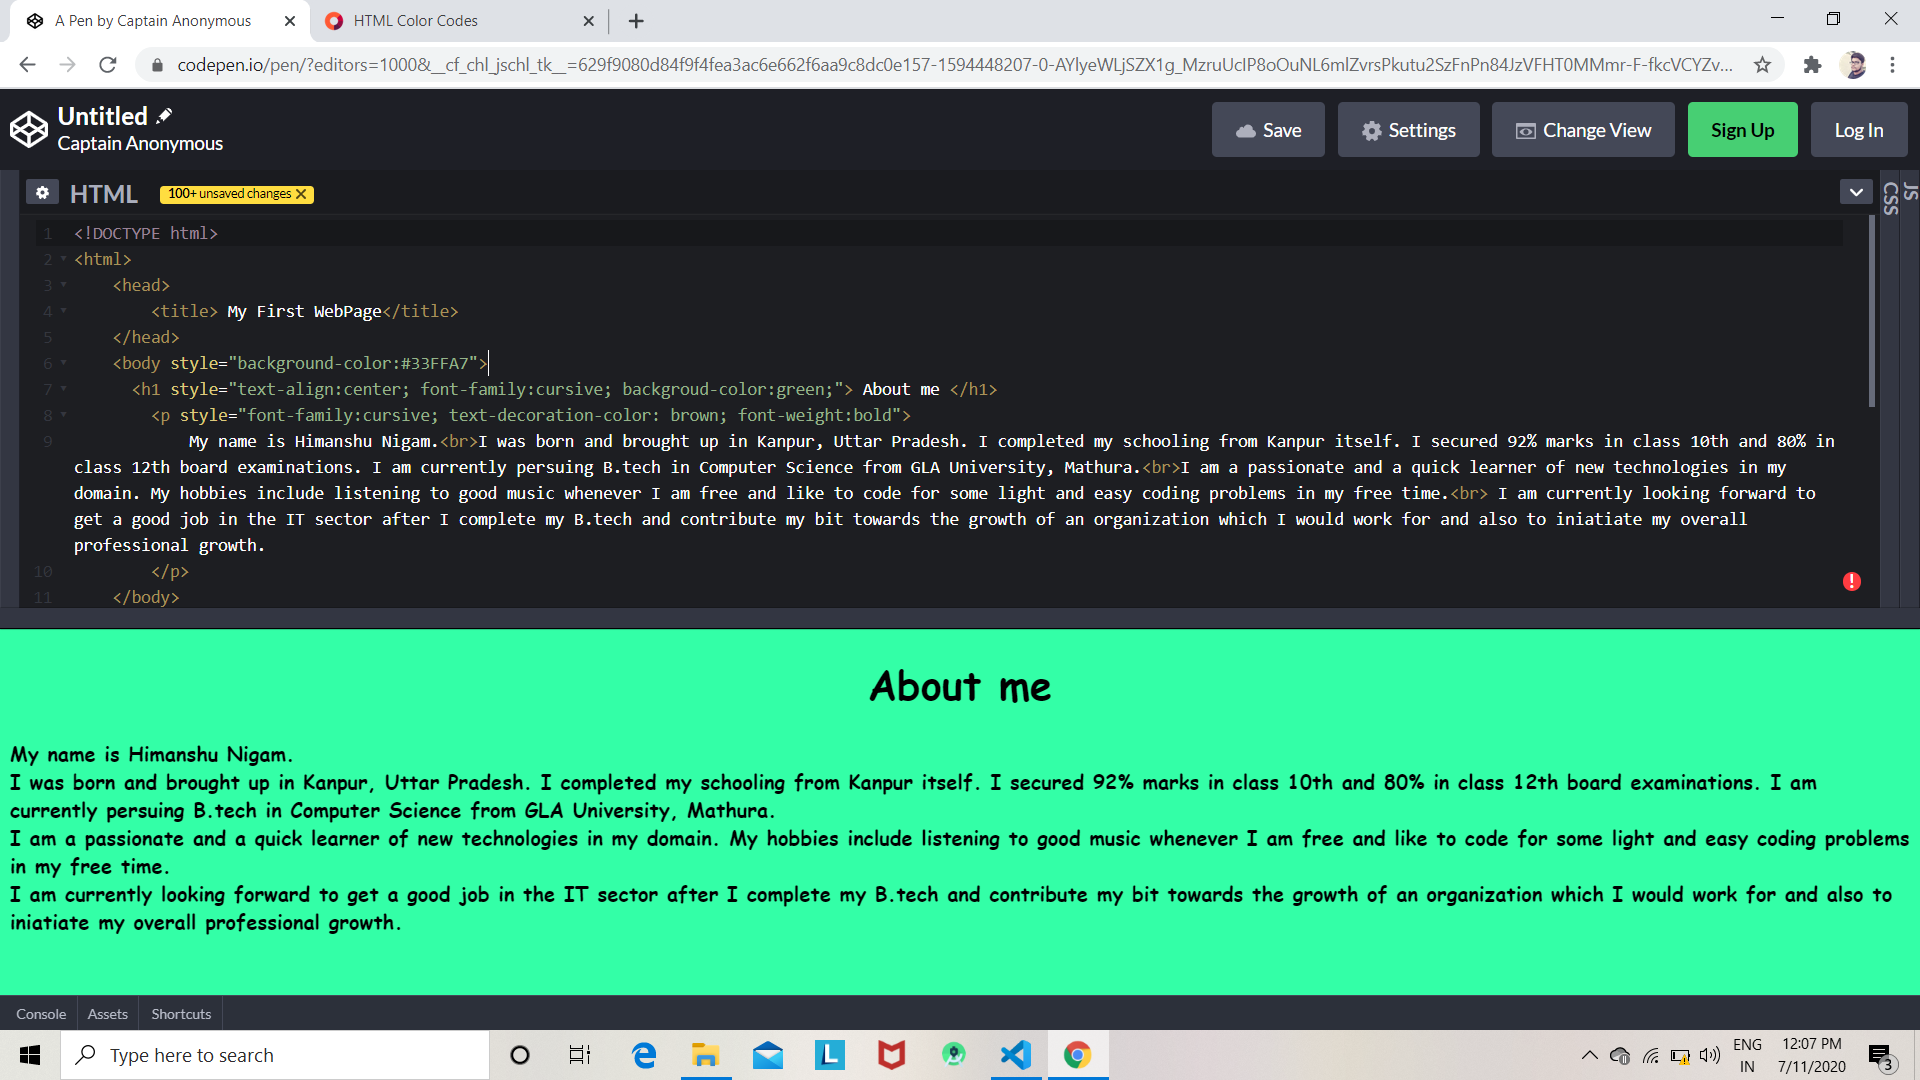 A Pen by Captain Anonymous
HTML Color Codes
codepen.io/pen/?editors=1000&__cf_chl_jschl_tk__=629f9080d84f9f4fea3ac6e662f6aa9c8dc0e157-1594448207-0-AYlyeWLjSZX1g_MzruUcIP8oOuNL6mlZvrsPkutu2SzFnPn84JzVFHT0MMmr-F-fkcVCYZv...
Untitled
Captain Anonymous
Save
Settings
Change View
Sign Up
Log In
HTML
100+ unsaved changes
CSS
JS
1 <!DOCTYPE html>
2 <html>
3 <head>
4 <title> My First WebPage</title>
5 </head>
6 <body style="background-color:#33FFA7">
7 <h1 style="text-align:center; font-family:cursive; backgroud-color:green;"> About me </h1>
8 <p style="font-family:cursive; text-decoration-color: brown; font-weight:bold">
9 My name is Himanshu Nigam.<br>I was born and brought up in Kanpur, Uttar Pradesh. I completed my schooling from Kanpur itself. I secured 92% marks in class 10th and 80% in
class 12th board examinations. I am currently persuing B.tech in Computer Science from GLA University, Mathura.<br>I am a passionate and a quick learner of new technologies in my
domain. My hobbies include listening to good music whenever I am free and like to code for some light and easy coding problems in my free time.<br> I am currently looking forward to
get a good job in the IT sector after I complete my B.tech and contribute my bit towards the growth of an organization which I would work for and also to iniatiate my overall
professional growth.
10 </p>
11 </body>
About me
My name is Himanshu Nigam.
I was born and brought up in Kanpur, Uttar Pradesh. I completed my schooling from Kanpur itself. I secured 92% marks in class 10th and 80% in class 12th board examinations. I am
currently persuing B.tech in Computer Science from GLA University, Mathura.
I am a passionate and a quick learner of new technologies in my domain. My hobbies include listening to good music whenever I am free and like to code for some light and easy coding problems
in my free time.
I am currently looking forward to get a good job in the IT sector after I complete my B.tech and contribute my bit towards the growth of an organization which I would work for and also to
iniatiate my overall professional growth.
Console
Assets
Shortcuts
Type here to search
L
ENG
IN
12:07 PM
7/11/2020
3